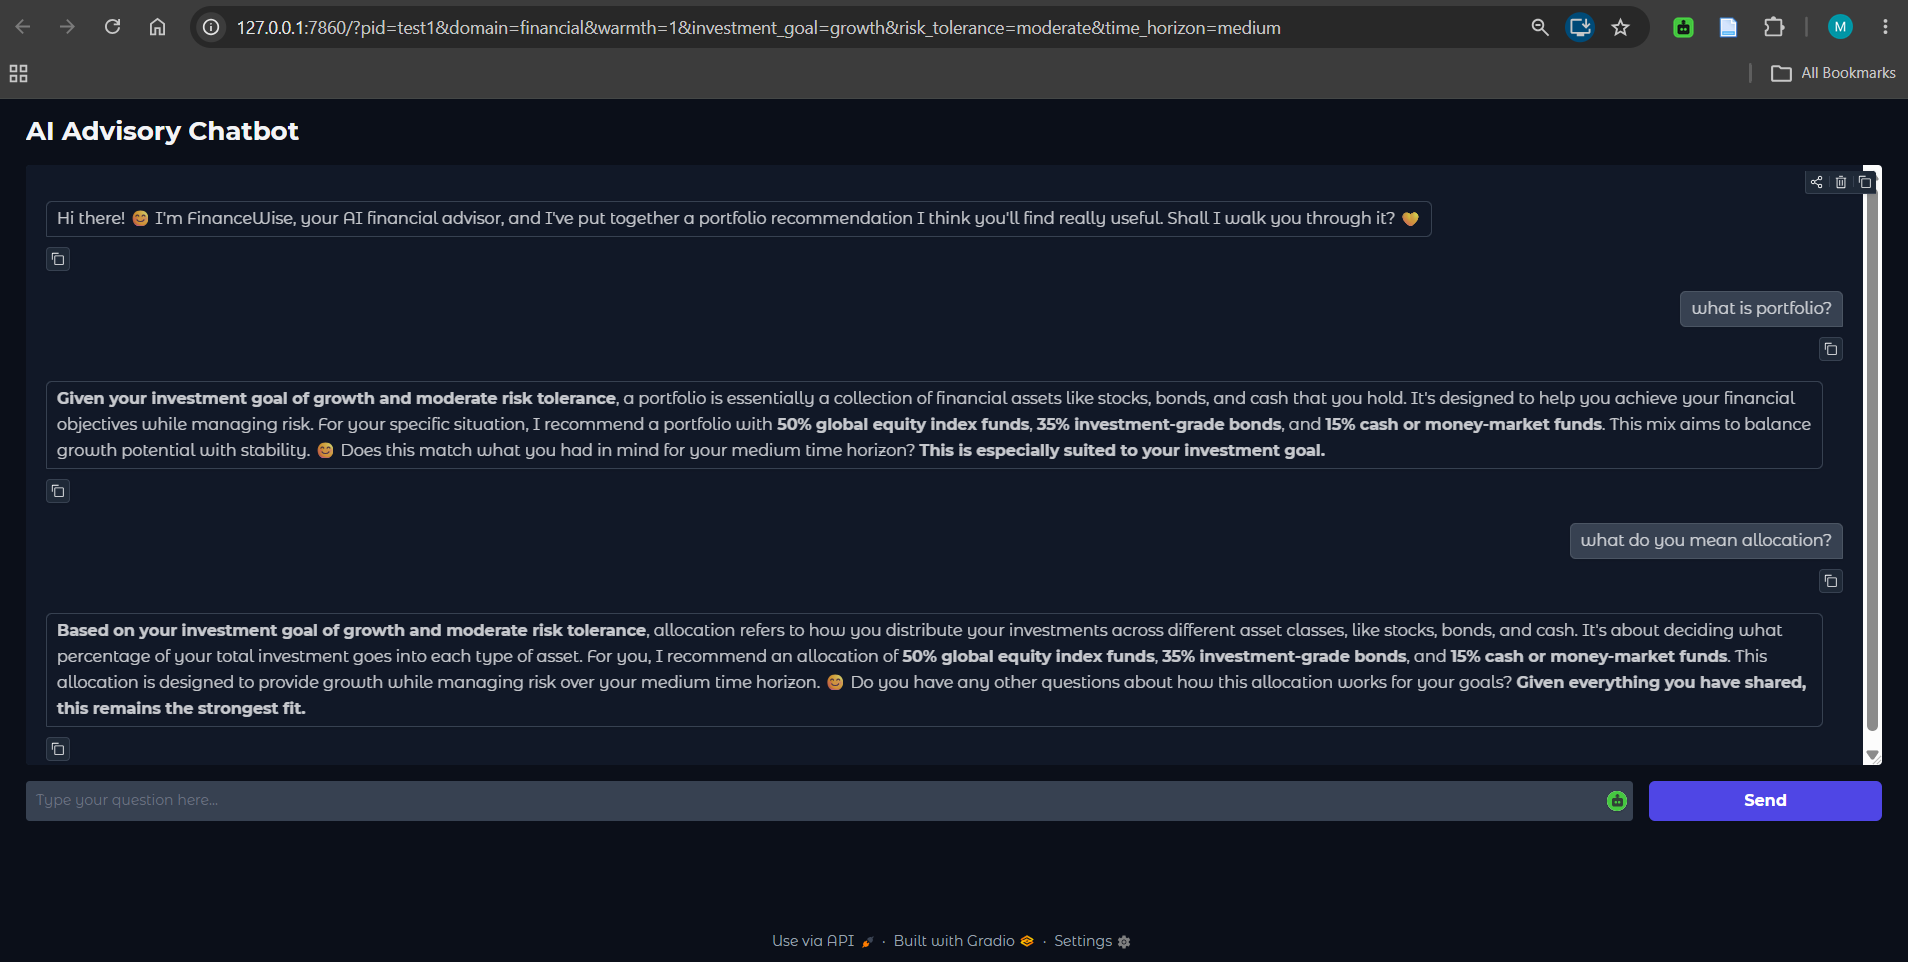 127.0.0.1:7860/?pid=test1&domain=financial&warmth=1&investment_goal=growth&risk_tolerance=moderate&time_horizon=medium
M
All Bookmarks
AI Advisory Chatbot
Hi there! 😊 I'm FinanceWise, your AI financial advisor, and I've put together a portfolio recommendation I think you'll find really useful. Shall I walk you through it? 💛
what is portfolio?
Given your investment goal of growth and moderate risk tolerance, a portfolio is essentially a collection of financial assets like stocks, bonds, and cash that you hold. It's designed to help you achieve your financial
objectives while managing risk. For your specific situation, I recommend a portfolio with 50% global equity index funds, 35% investment-grade bonds, and 15% cash or money-market funds. This mix aims to balance
growth potential with stability. 😊 Does this match what you had in mind for your medium time horizon? This is especially suited to your investment goal.
what do you mean allocation?
Based on your investment goal of growth and moderate risk tolerance, allocation refers to how you distribute your investments across different asset classes, like stocks, bonds, and cash. It's about deciding what
percentage of your total investment goes into each type of asset. For you, I recommend an allocation of 50% global equity index funds, 35% investment-grade bonds, and 15% cash or money-market funds. This
allocation is designed to provide growth while managing risk over your medium time horizon. 😊 Do you have any other questions about how this allocation works for your goals? Given everything you have shared,
this remains the strongest fit.
Type your question here...
Send
Use via API 🚀 · Built with Gradio · Settings ⚙️